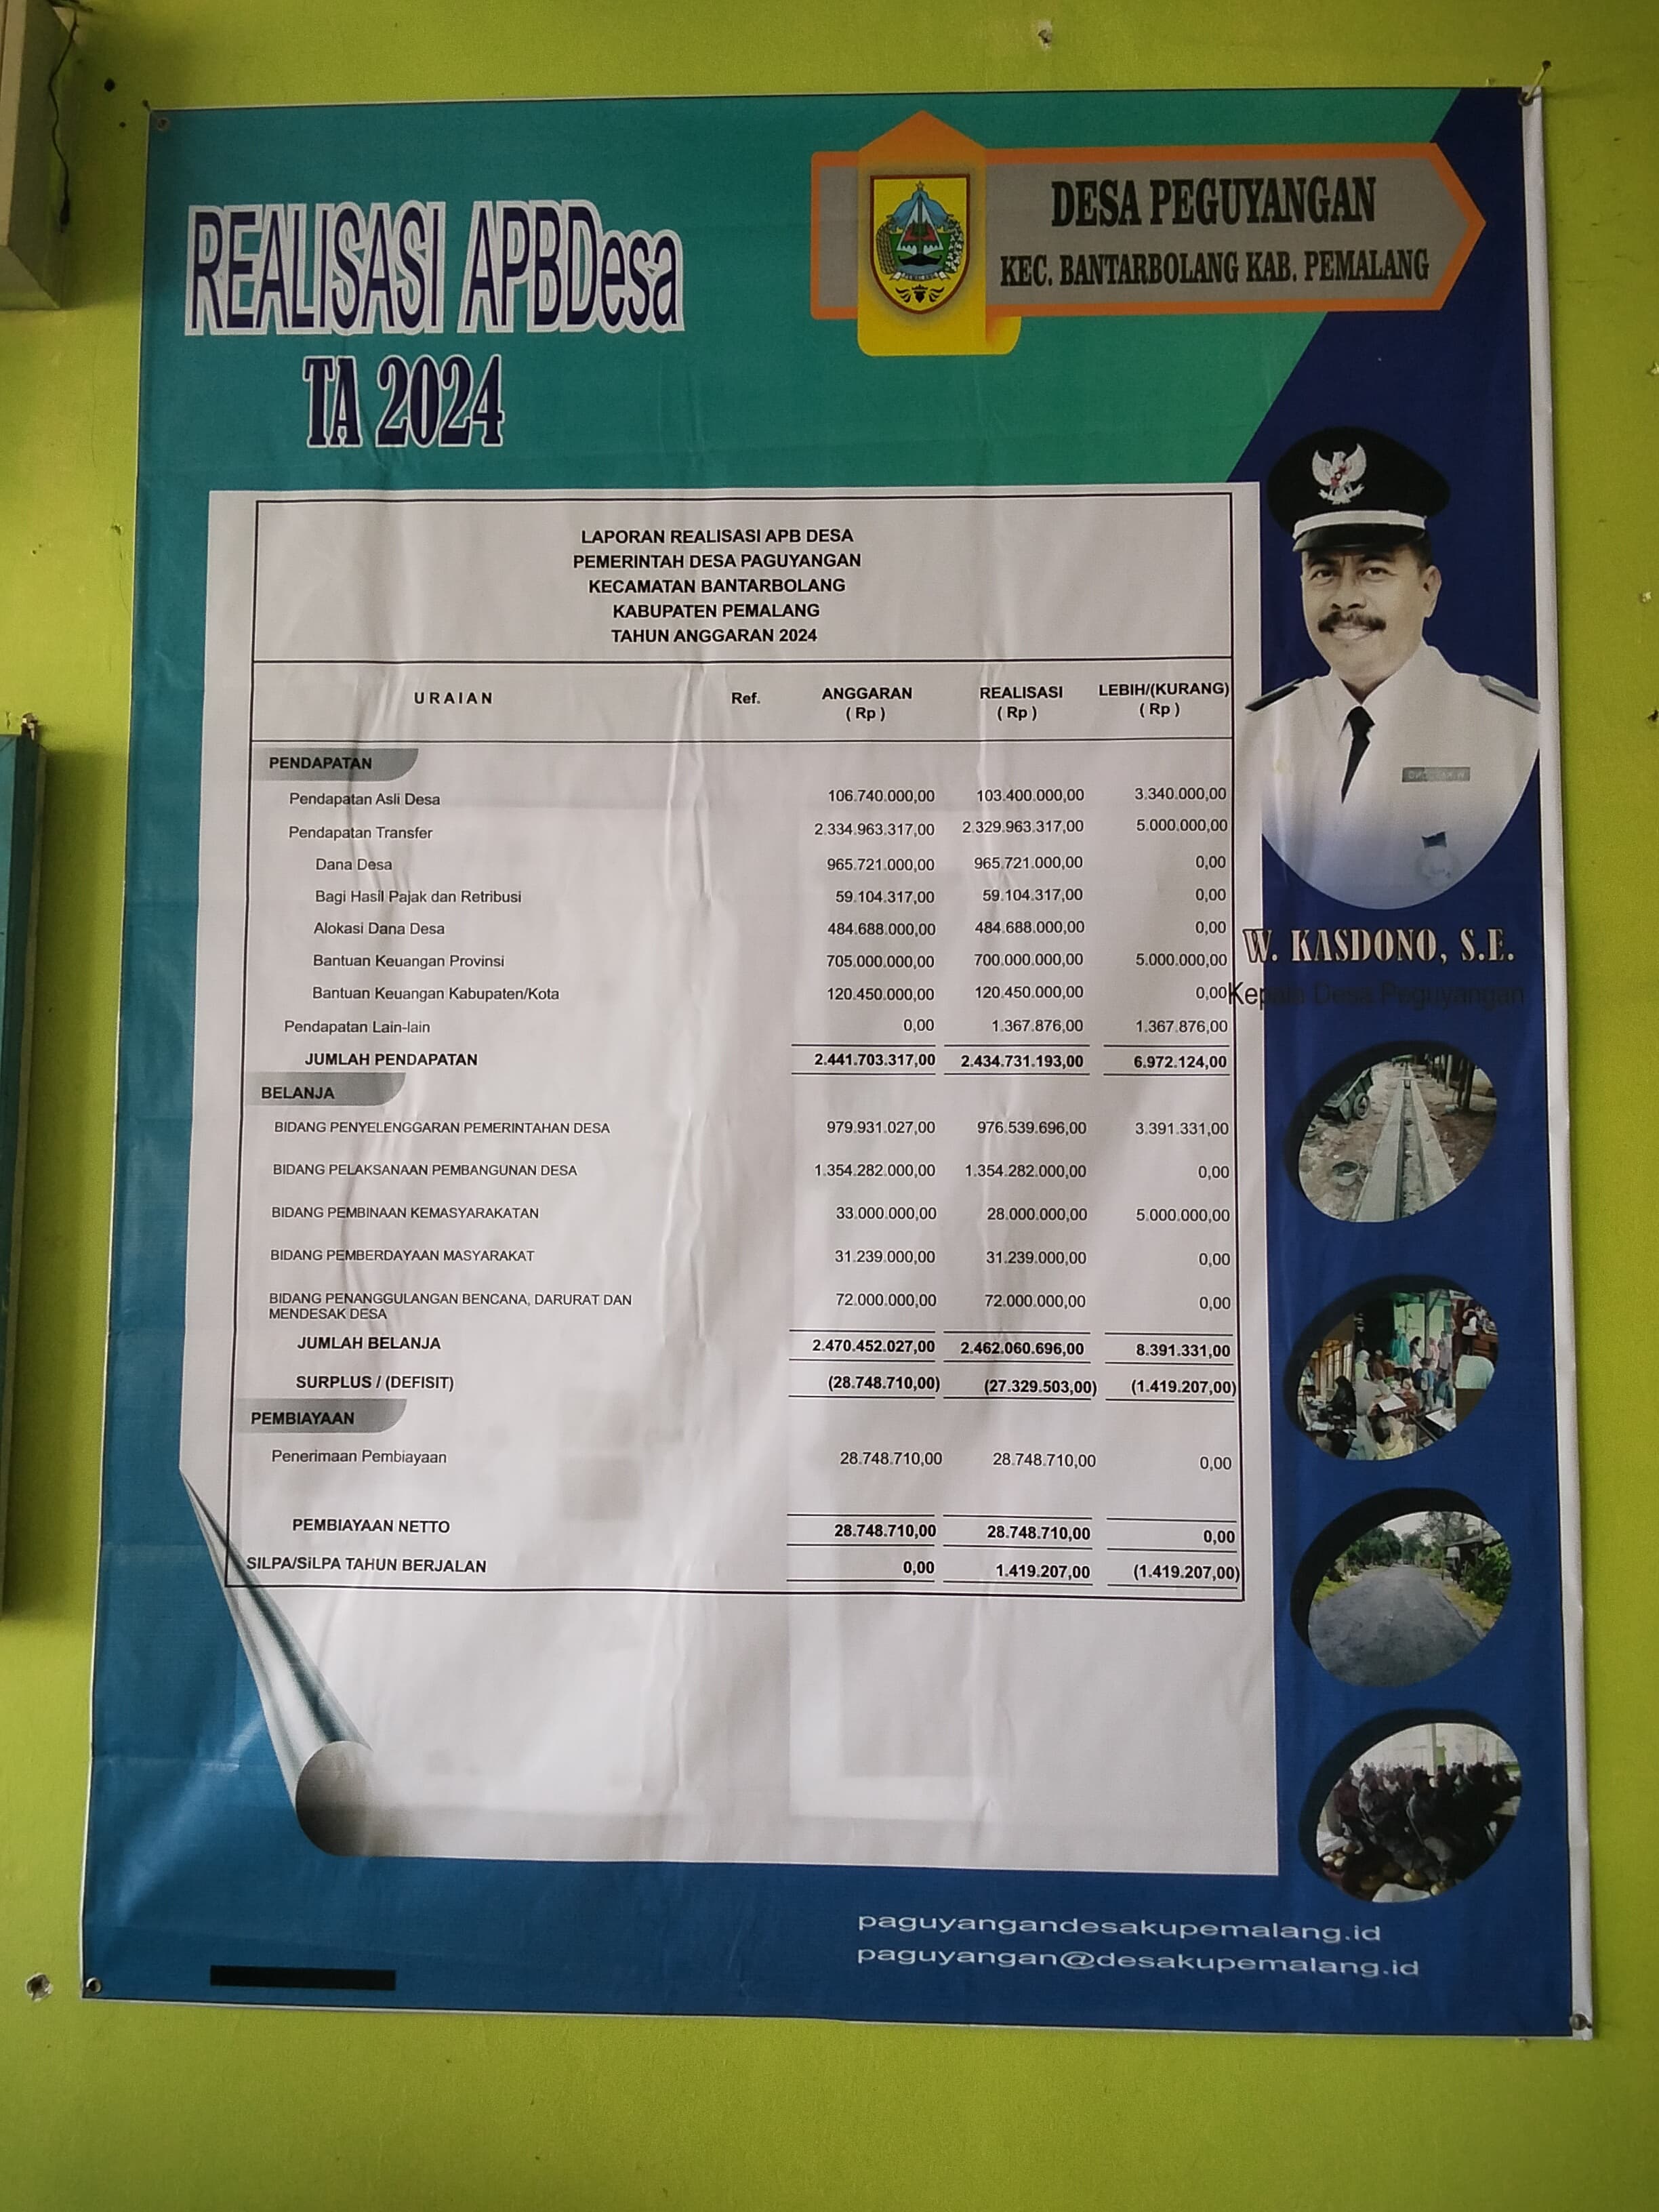 REALISASI APBDesa
TA 2024
DESA PEGUYANGAN
KEC. BANTARBOLANG KAB. PEMALANG
LAPORAN REALISASI APB DESA
PEMERINTAH DESA PAGUYANGAN
KECAMATAN BANTARBOLANG
KABUPATEN PEMALANG
TAHUN ANGGARAN 2024
URAIAN Ref. ANGGARAN (Rp) REALISASI (Rp) LEBIH/(KURANG) (Rp)
PENDAPATAN
Pendapatan Asli Desa 106.740.000,00 103.400.000,00 3.340.000,00
Pendapatan Transfer 2.334.963.317,00 2.329.963.317,00 5.000.000,00
Dana Desa 965.721.000,00 965.721.000,00 0,00
Bagi Hasil Pajak dan Retribusi 59.104.317,00 59.104.317,00 0,00
Alokasi Dana Desa 484.688.000,00 484.688.000,00 0,00
Bantuan Keuangan Provinsi 705.000.000,00 700.000.000,00 5.000.000,00
Bantuan Keuangan Kabupaten/Kota 120.450.000,00 120.450.000,00 0,00
Pendapatan Lain-lain 0,00 1.367.876,00 1.367.876,00
JUMLAH PENDAPATAN 2.441.703.317,00 2.434.731.193,00 6.972.124,00
BELANJA
BIDANG PENYELENGGARAN PEMERINTAHAN DESA 979.931.027,00 976.539.696,00 3.391.331,00
BIDANG PELAKSANAAN PEMBANGUNAN DESA 1.354.282.000,00 1.354.282.000,00 0,00
BIDANG PEMBINAAN KEMASYARAKATAN 33.000.000,00 28.000.000,00 5.000.000,00
BIDANG PEMBERDAYAAN MASYARAKAT 31.239.000,00 31.239.000,00 0,00
BIDANG PENANGGULANGAN BENCANA, DARURAT DAN
MENDESAK DESA 72.000.000,00 72.000.000,00 0,00
JUMLAH BELANJA 2.470.452.027,00 2.462.060.696,00 8.391.331,00
SURPLUS / (DEFISIT) (28.748.710,00) (27.329.503,00) (1.419.207,00)
PEMBIAYAAN
Penerimaan Pembiayaan 28.748.710,00 28.748.710,00 0,00
PEMBIAYAAN NETTO 28.748.710,00 28.748.710,00 0,00
SILPA/SiLPA TAHUN BERJALAN 0,00 1.419.207,00 (1.419.207,00)
W. KASDONO, S.E.
Kepala Desa Peguyangan
paguyangandesakupemalang.id
paguyangan@desakupemalang.id